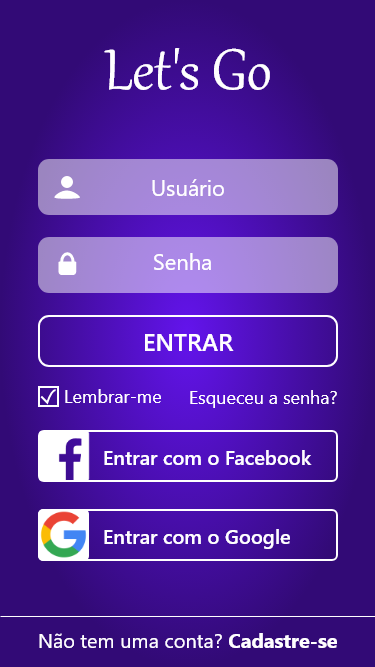 Let's Go
Usuário
Senha
ENTRAR
Lembrar-me Esqueceu a senha?
Entrar com o Facebook
Entrar com o Google
Não tem uma conta? Cadastre-se